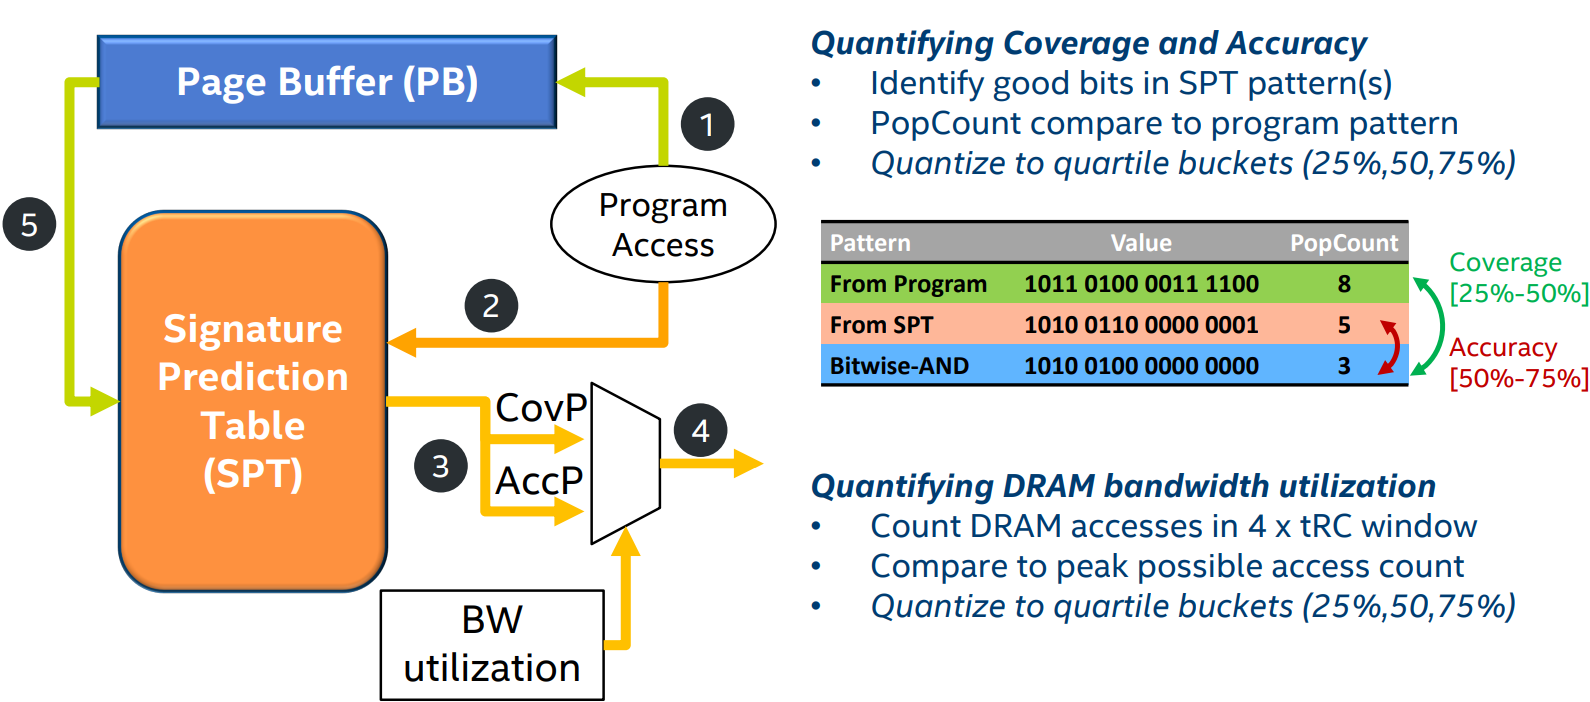 Page Buffer (PB)
1
Program
Access
5
2
Signature
Prediction
Table
(SPT)
CovP
3
AccP
4
BW
utilization
Quantifying Coverage and Accuracy
• Identify good bits in SPT pattern(s)
• PopCount compare to program pattern
• Quantize to quartile buckets (25%,50,75%)
Pattern Value PopCount
From Program 1011 0100 0011 1100 8
From SPT 1010 0110 0000 0001 5
Bitwise-AND 1010 0100 0000 0000 3
Coverage
[25%-50%]
Accuracy
[50%-75%]
Quantifying DRAM bandwidth utilization
• Count DRAM accesses in 4 x tRC window
• Compare to peak possible access count
• Quantize to quartile buckets (25%,50,75%)